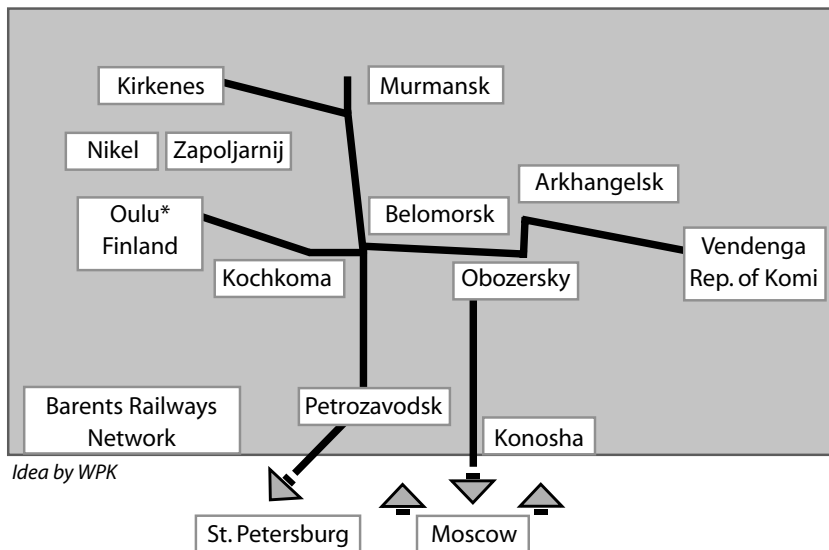 Kirkenes
Murmansk
Nikel
Zapoljarnij
Arkhangelsk
Oulu*
Finland
Belomorsk
Vendenga
Rep. of Komi
Kochkoma
Obozersky
Barents Railways
Network
Petrozavodsk
Konosha
Idea by WPK
St. Petersburg
Moscow